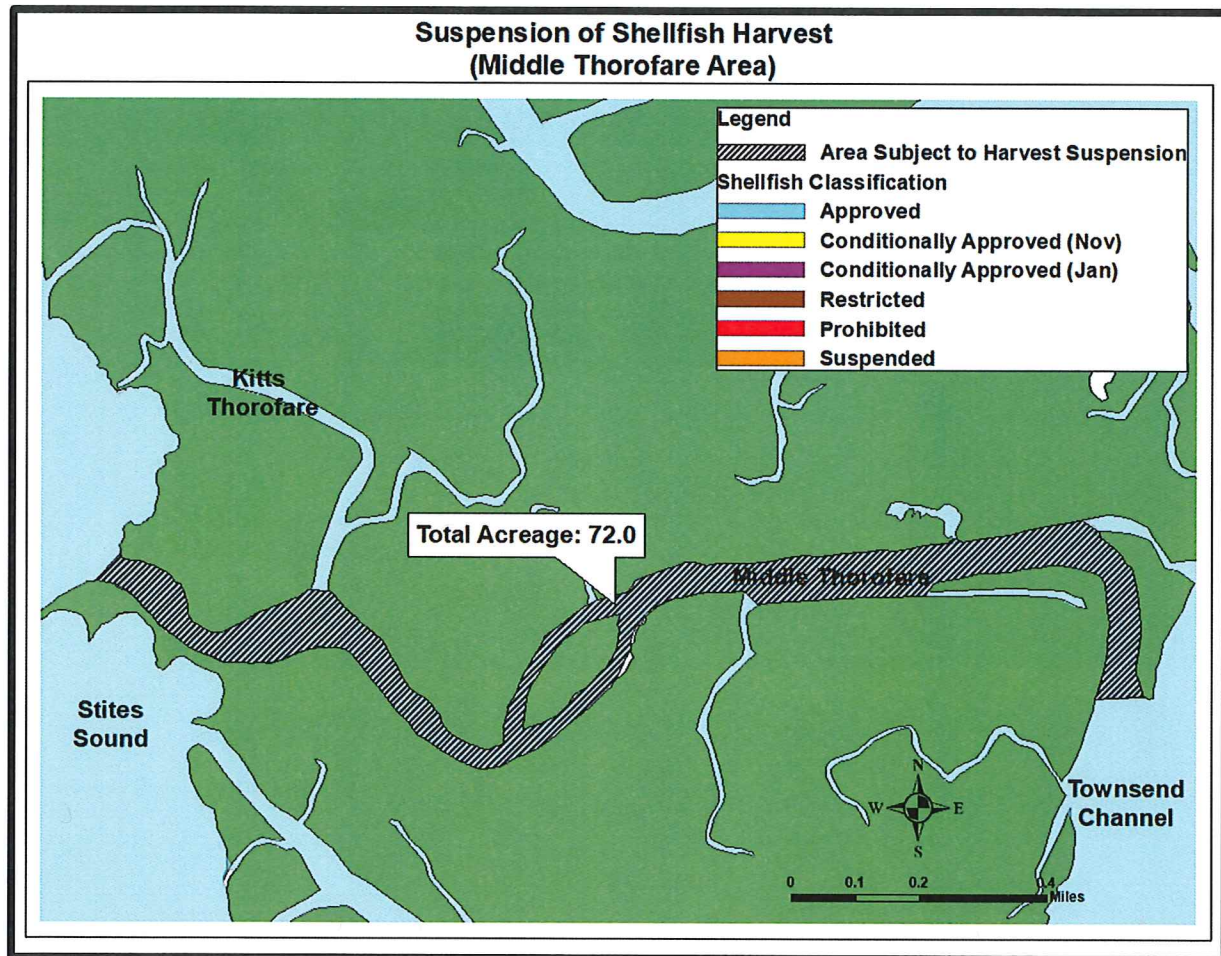 Suspension of Shellfish Harvest
(Middle Thorofare Area)
Legend
Area Subject to Harvest Suspension
Shellfish Classification
Approved
Conditionally Approved (Nov)
Conditionally Approved (Jan)
Restricted
Prohibited
Suspended
Kitts
Thorofare
Total Acreage: 72.0
Middle Thorofare
Stites
Sound
N
W E
S
Townsend
Channel
0 0.1 0.2 0.4
Miles